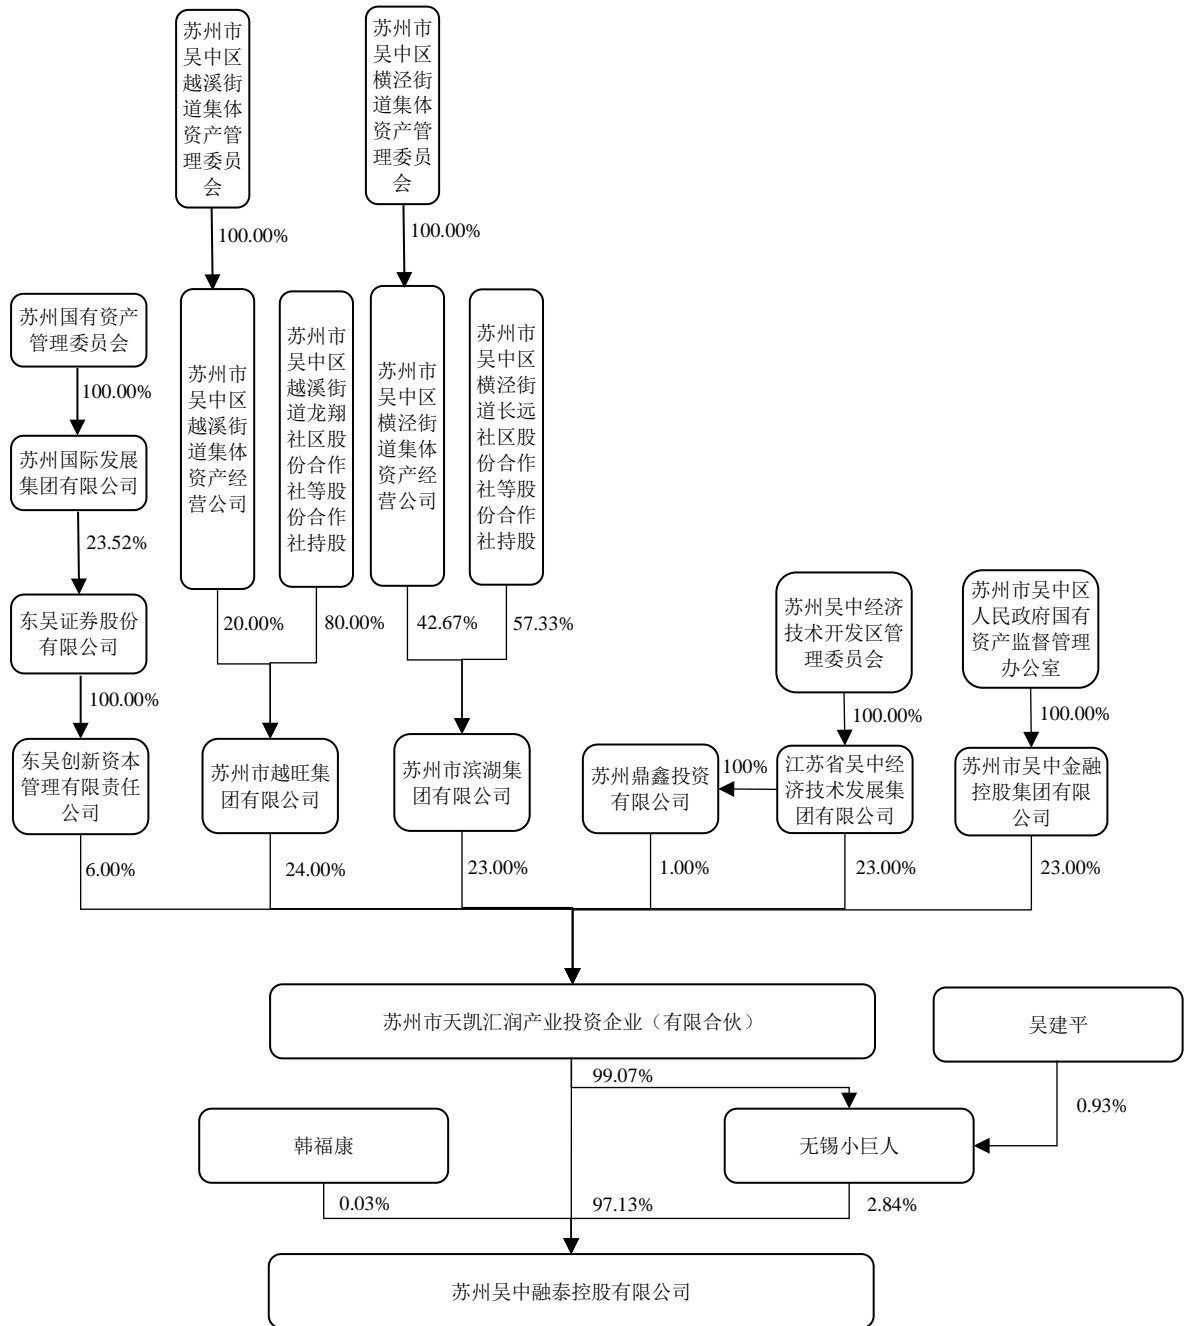 苏州市
吴中区
越溪街
道集体
资产管
理委员
会
苏州市
吴中区
横泾街
道集体
资产管
理委员
会
100.00%
100.00%
苏州国有资产
管理委员会
100.00%
苏州国际发展
集团有限公司
23.52%
东吴证券股份
有限公司
100.00%
东吴创新资本
管理有限责任
公司
苏州市
吴中区
越溪街
道集体
资产经
营公司
苏州市
吴中区
越溪街
道龙翔
社区股
份合作
社等股
份合作
社持股
苏州市
吴中区
横泾街
道集体
资产经
营公司
苏州市
吴中区
横泾街
道长远
社区股
份合作
社等股
份合作
社持股
20.00%
80.00%
42.67%
57.33%
苏州吴中经济
技术开发区管
理委员会
苏州市吴中区
人民政府国有
资产监督管理
办公室
100.00%
100.00%
苏州市越旺集
团有限公司
苏州市滨湖集
团有限公司
苏州鼎鑫投资
有限公司
100%
江苏省吴中经
济技术发展集
团有限公司
苏州市吴中金融
控股集团有限
公司
6.00%
24.00%
23.00%
1.00%
23.00%
23.00%
苏州市天凯汇润产业投资企业（有限合伙）
吴建平
99.07%
0.93%
韩福康
无锡小巨人
0.03%
97.13%
2.84%
苏州吴中融泰控股有限公司